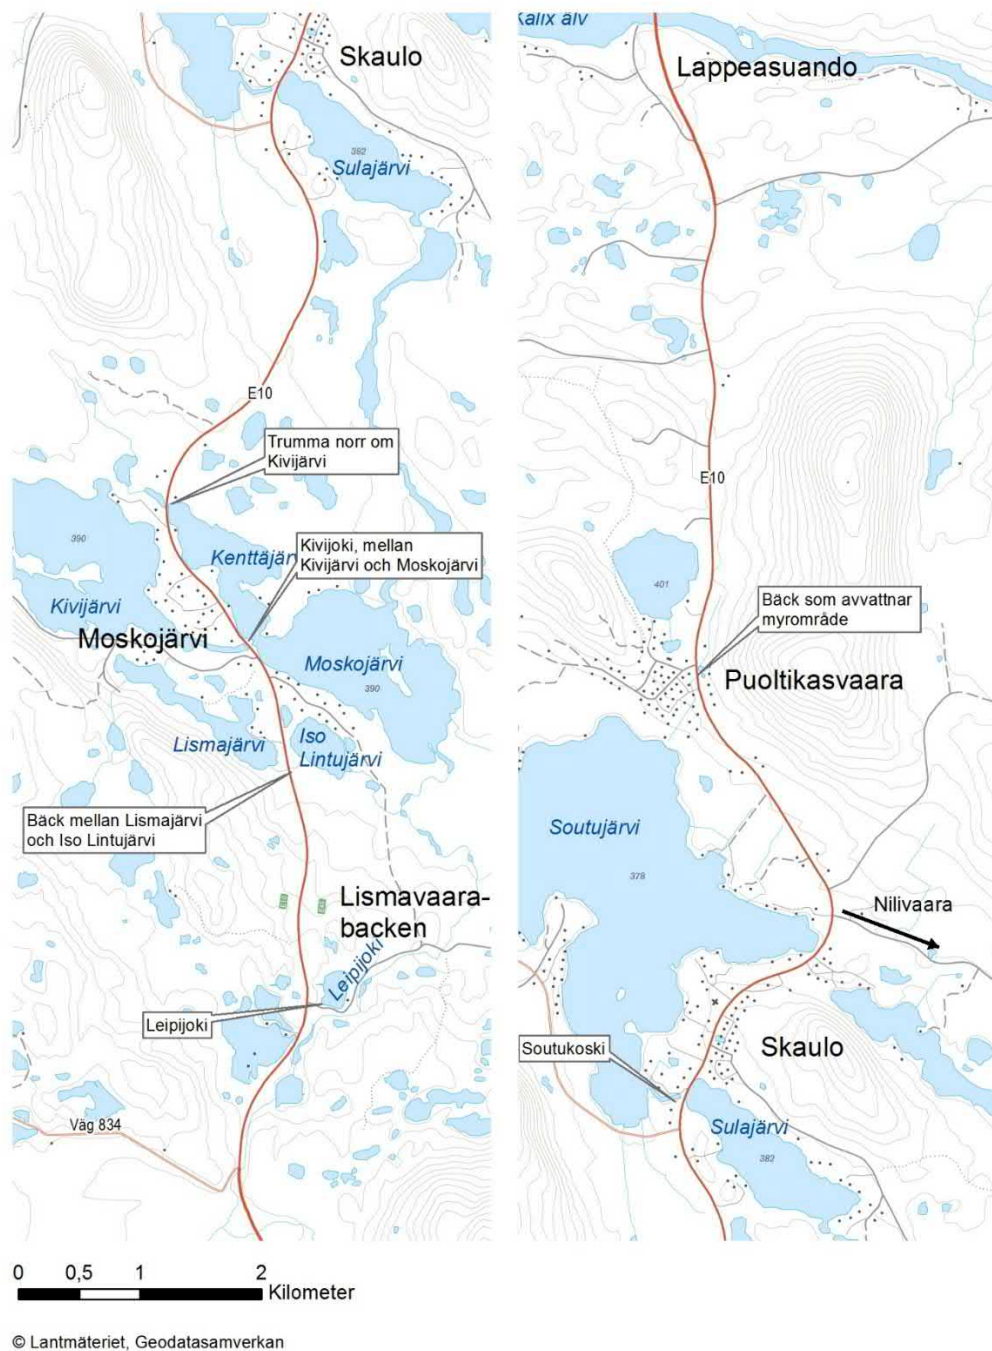 Skaulo
382
Sulajärvi
E10
Trumma norr om
Kivijärvi
390
Kenttäjär
Kivijoki, mellan
Kivijärvi och Moskojärvi
Kivijärvi
Moskojärvi
Moskojärvi
390
Lismajärvi
Iso
Lintujärvi
Bäck mellan Lismajärvi
och Iso Lintujärvi
Lismavaara-
backen
Leipijoki
Leipijoki
Väg 834
Kalix älv
Lappeasuando
E10
401
Bäck som avvattnar
myrområde
Puoltikasvaara
Soutujärvi
378
Nilivaara
Soutukoski
Skaulo
Sulajärvi
382
0 0,5 1 2
Kilometer
© Lantmäteriet, Geodatasamverkan